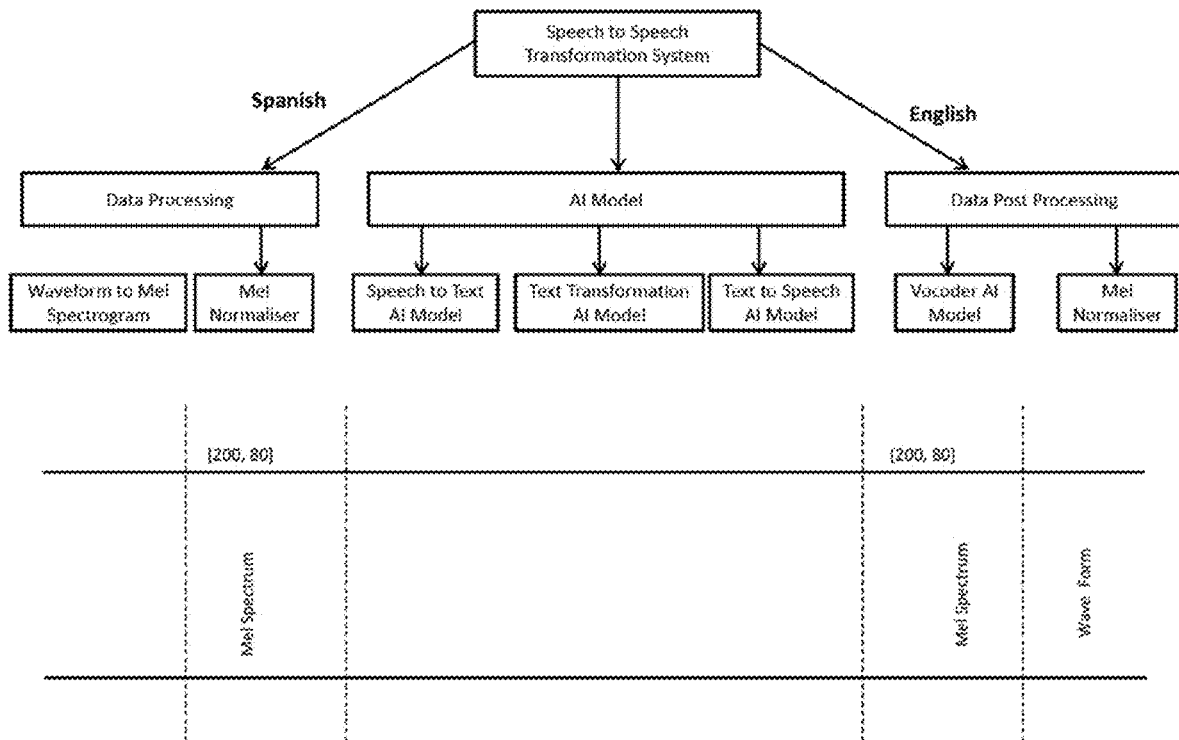 Speech to Speech
Transformation System
Spanish
English
Data Processing
AI Model
Data Post Processing
Waveform to Mel
Spectrogram
Mel
Normaliser
Speech to Text
AI Model
Text Transformation
AI Model
Text to Speech
AI Model
Vocoder AI
Model
Mel
Normaliser
[200, 80]
[200, 80]
Mel Spectrum
Mel Spectrum
Wave Form